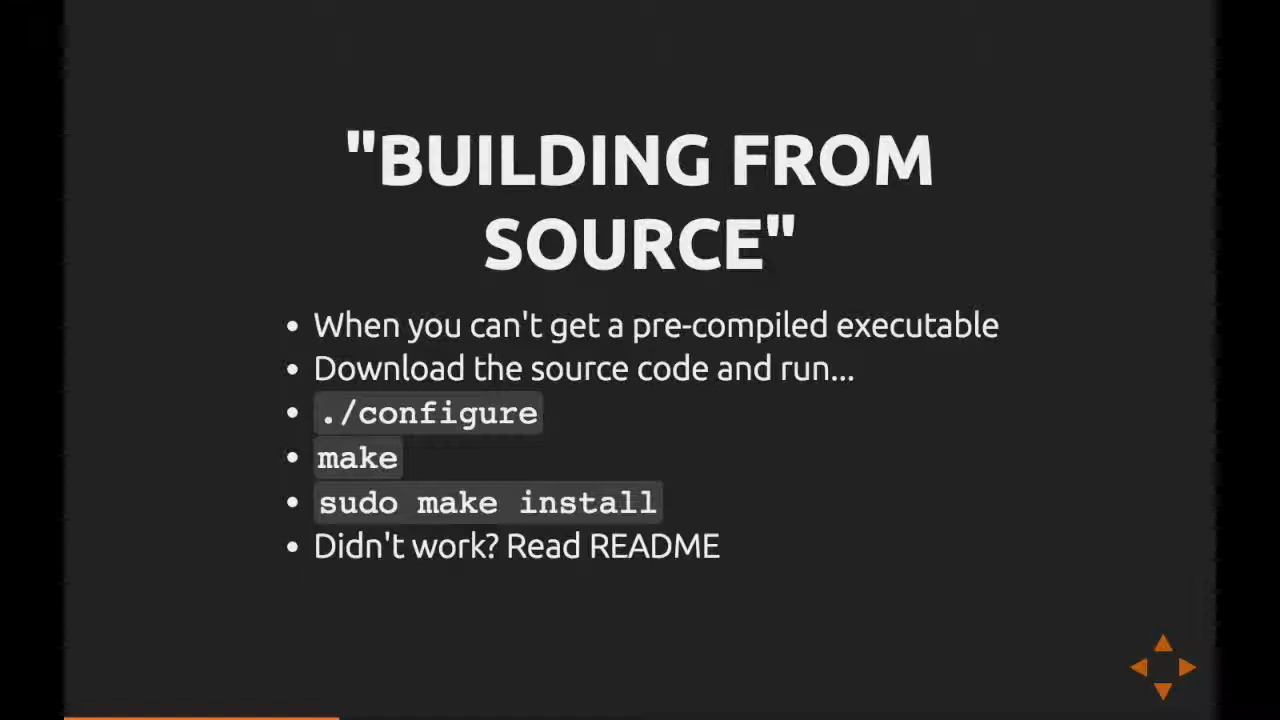 "BUILDING FROM
SOURCE"
When you can't get a pre-compiled executable
Download the source code and run...
./configure
make
sudo make install
Didn't work? Read README